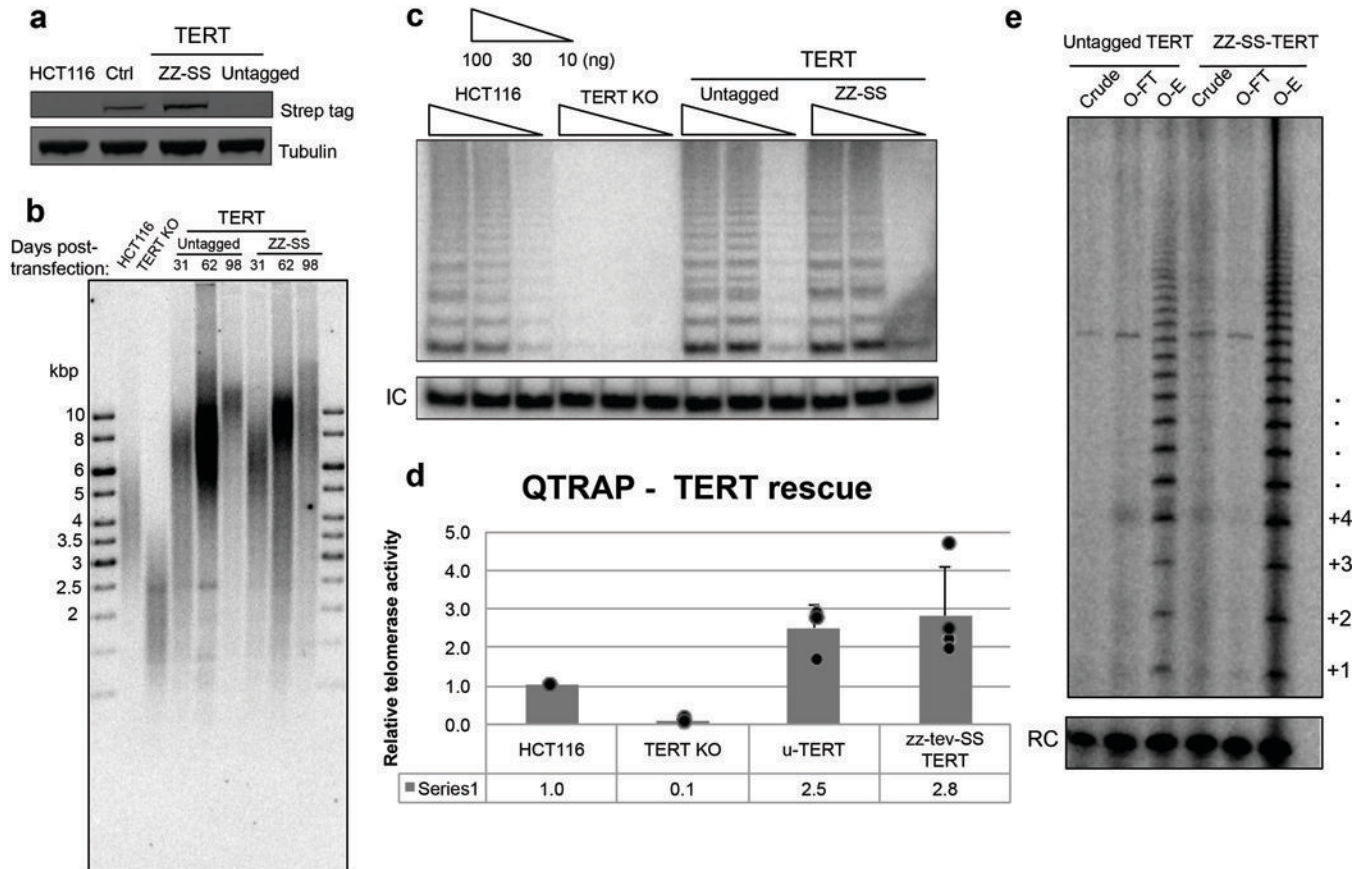 a
TERT
HCT116 Ctrl ZZ-SS Untagged
Strep tag
Tubulin
b
TERT
HCT116
TERT KO
Untagged ZZ-SS
Days post-
transfection: 31 62 98 31 62 98
kbp
10
8
6
5
4
3.5
3
2.5
2
c
100 30 10 (ng)
TERT
HCT116 TERT KO Untagged ZZ-SS
IC
d
QTRAP - TERT rescue
Relative telomerase activity
5.0
4.0
3.0
2.0
1.0
0.0
HCT116 TERT KO u-TERT zz-tev-SS
TERT
Series1 1.0 0.1 2.5 2.8
e
Untagged TERT ZZ-SS-TERT
Crude O-FT O-E Crude O-FT O-E
.
.
.
.
+4
+3
+2
+1
RC